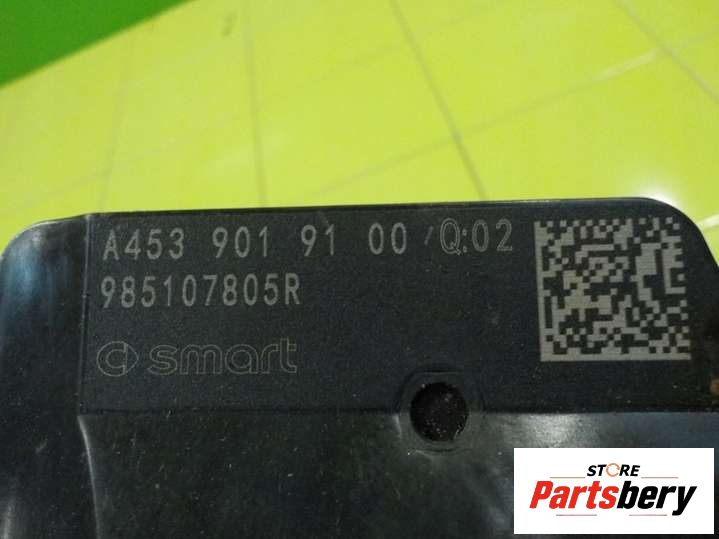 A453 901 91 00 / Q:02
985107805R
smart
STORE
Partsbery